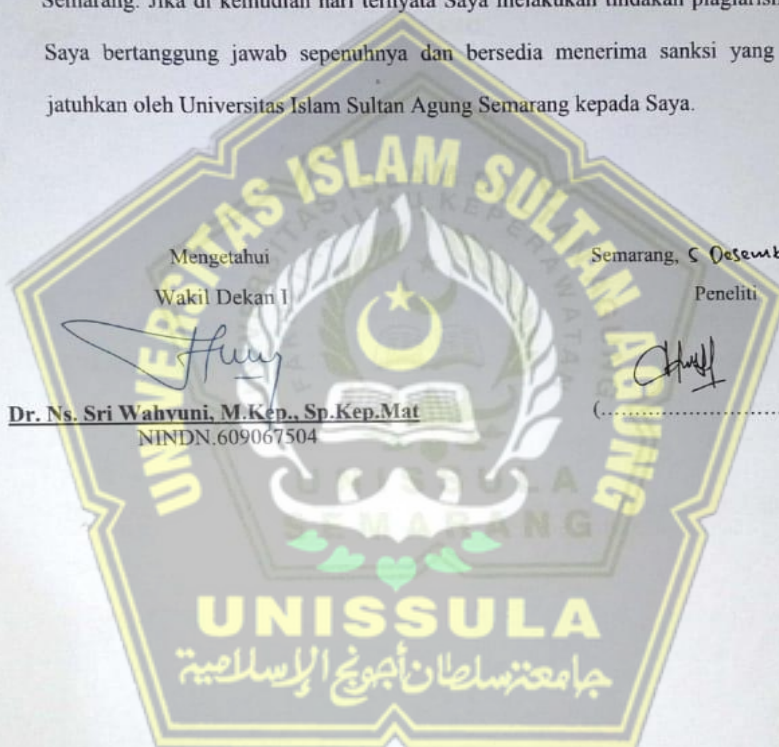 Semarang. Jika di kemudian hari ternyata Saya melakukan tindakan plagiarism
Saya bertanggung jawab sepenuhnya dan bersedia menerima sanksi yang
jatuhkan oleh Universitas Islam Sultan Agung Semarang kepada Saya.
UNIVERSITAS ISLAM SULTAN AGUNG
Mengetahui
Semarang, 5 Desemb
Wakil Dekan I
Peneliti
Dr. Ns. Sri Wahyuni, M.Kep., Sp.Kep.Mat
NINDN.609067504
(..............................
UNISSULA
SEMARANG
UNISSULA
جامعة سلطان أجونج الإسلامية